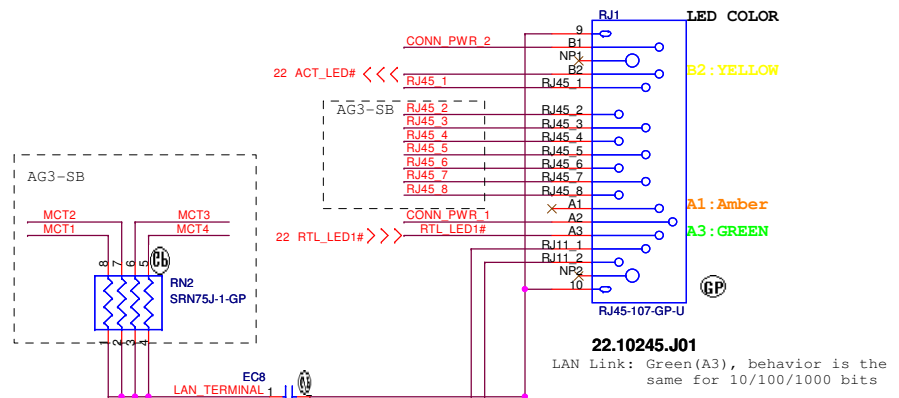 RJ1
LED COLOR
9
CONN_PWR_2
B1
NP1
22 ACT_LED#
B2
B2:YELLOW
RJ45_1
RJ45_1
AG3-SB
RJ45_2
RJ45_2
RJ45_3
RJ45_3
RJ45_4
RJ45_4
RJ45_5
RJ45_5
RJ45_6
RJ45_6
RJ45_7
RJ45_7
RJ45_8
RJ45_8
AG3-SB
A1
A1:Amber
MCT2
MCT3
CONN_PWR_1
A2
MCT1
MCT4
22 RTL_LED1#
RTL_LED1#
A3
A3:GREEN
RJ11_1
RJ11_2
8
7
6
5
NP2
RN2
10
GP
SRN75J-1-GP
RJ45-107-GP-U
1
2
3
4
22.10245.J01
LAN Link: Green(A3), behavior is the
same for 10/100/1000 bits
EC8
LAN_TERMINAL
1